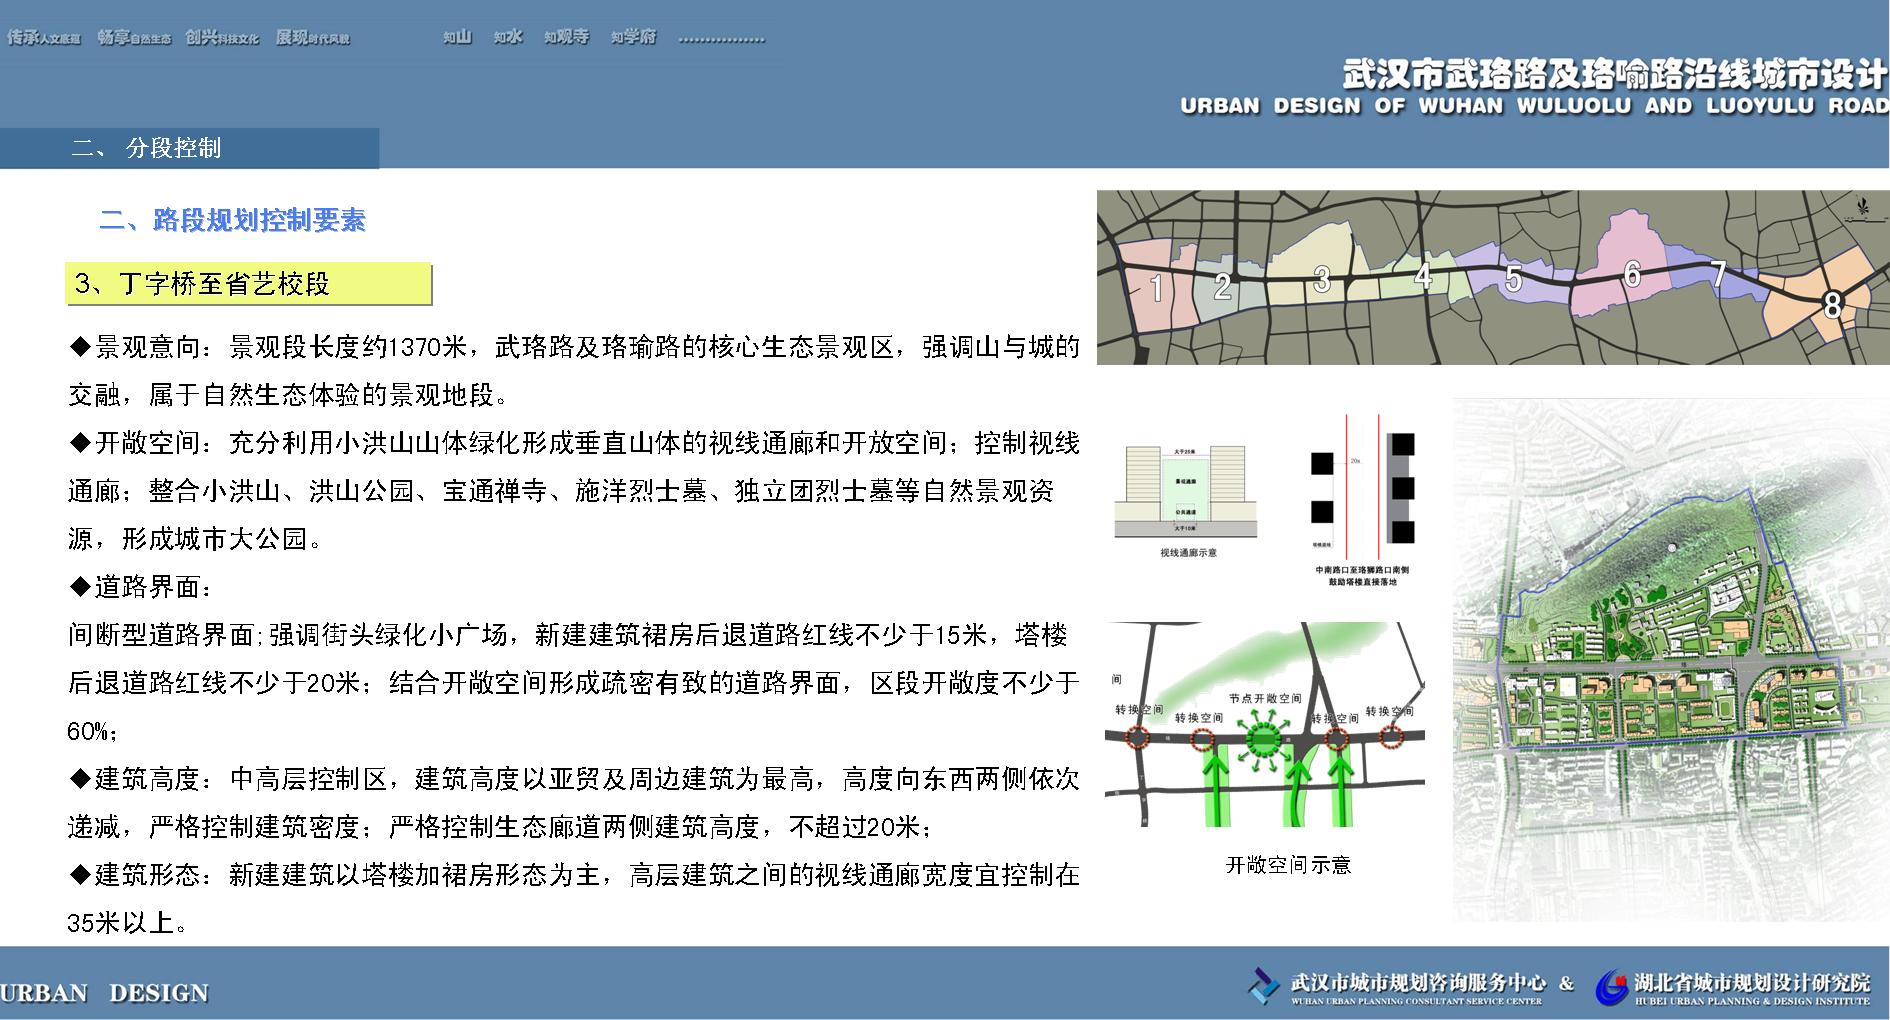 传承人文底蕴 畅享自然生态 创兴科技文化 展现时代风貌 知山 知水 知观寺 知学府 ................
武汉市武珞路及珞喻路沿线城市设计
URBAN DESIGN OF WUHAN WULUOLU AND LUOYULU ROAD
二、 分段控制
二、路段规划控制要素
3、丁字桥至省艺校段
◆景观意向：景观段长度约1370米，武珞路及珞瑜路的核心生态景观区，强调山与城的
交融，属于自然生态体验的景观地段。
◆开敞空间：充分利用小洪山山体绿化形成垂直山体的视线通廊和开放空间；控制视线
通廊；整合小洪山、洪山公园、宝通禅寺、施洋烈士墓、独立团烈士墓等自然景观资
源，形成城市大公园。
◆道路界面：
间断型道路界面;强调街头绿化小广场，新建建筑裙房后退道路红线不少于15米，塔楼
后退道路红线不少于20米；结合开敞空间形成疏密有致的道路界面，区段开敞度不少于
60%；
◆建筑高度：中高层控制区，建筑高度以亚贸及周边建筑为最高，高度向东西两侧依次
递减，严格控制建筑密度；严格控制生态廊道两侧建筑高度，不超过20米；
◆建筑形态：新建建筑以塔楼加裙房形态为主，高层建筑之间的视线通廊宽度宜控制在
35米以上。
1 2 3 4 5 6 7 8
大于25米
景观通廊
公共通道
大于10米
视线通廊示意
20m
中南路口至珞狮路口南侧
鼓励塔楼直接落地
间
节点开敞空间
转换空间 转换空间 转换空间 转换空间
开敞空间示意
URBAN DESIGN
武汉市城市规划咨询服务中心 & 湖北省城市规划设计研究院
WUHAN URBAN PLANNING CONSULTANT SERVICE CENTER HUBEI URBAN PLANNING & DESIGN INSTITUTE